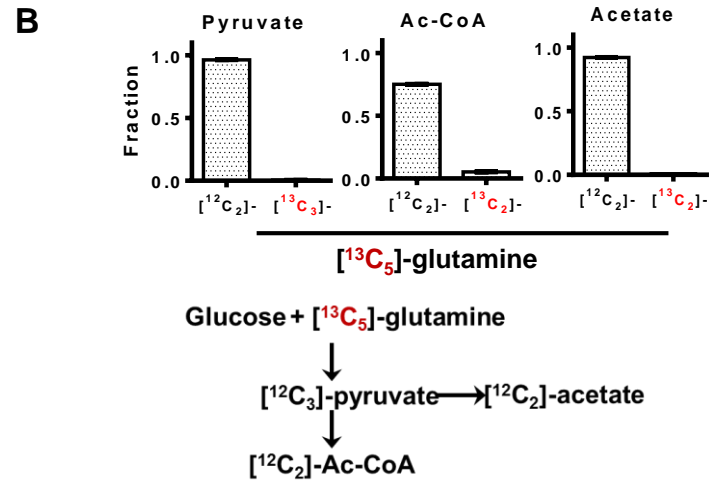 B
Pyruvate
Ac-CoA
Acetate
Fraction
1.0
0.5
0.0
[¹²C₂]- [¹³C₃]-
1.0
0.5
0.0
[¹²C₂]- [¹³C₂]-
1.0
0.5
0.0
[¹²C₂]- [¹³C₂]-
[¹³C₅]-glutamine
Glucose + [¹³C₅]-glutamine
[¹²C₃]-pyruvate [¹²C₂]-acetate
[¹²C₂]-Ac-CoA